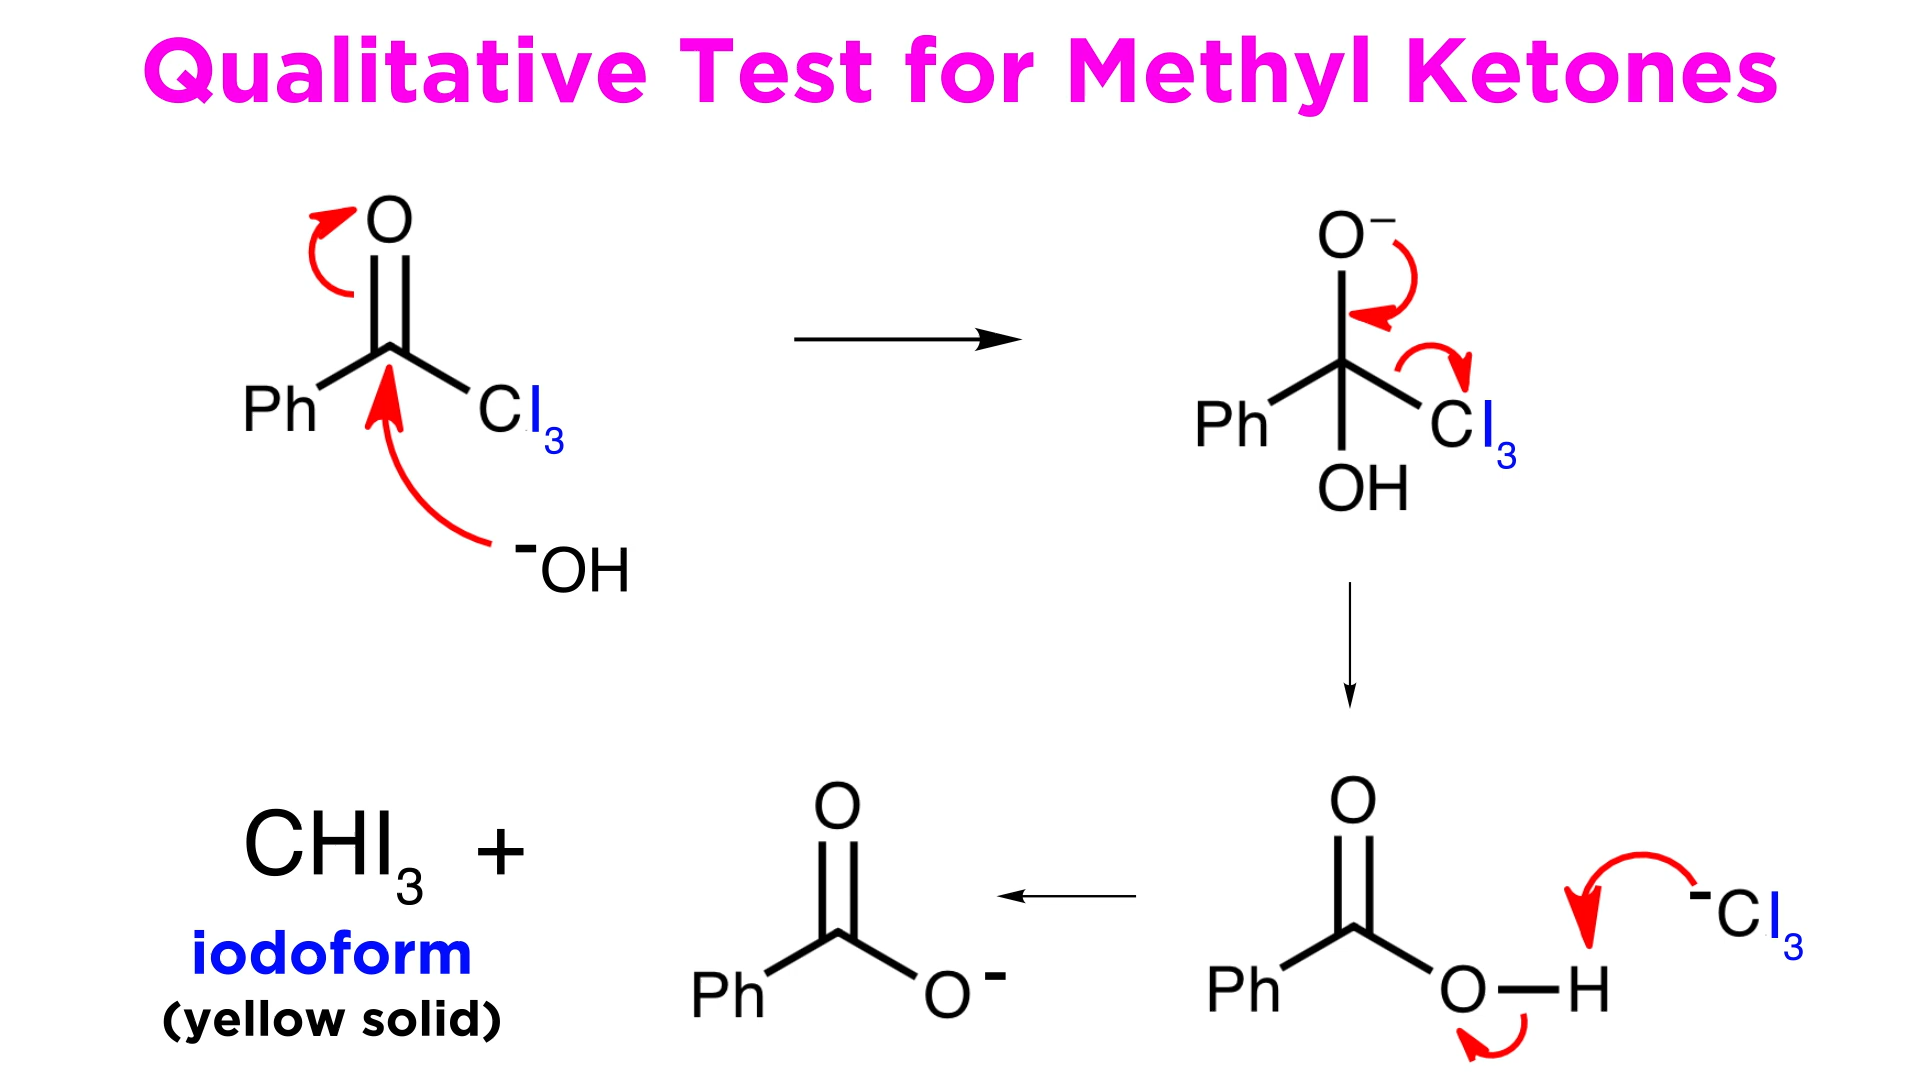 Qualitative Test for Methyl Ketones
O
Ph
CI₃
⁻OH
O⁻
Ph
CI₃
OH
O
Ph
O
H
⁻CI₃
O
Ph
O⁻
CHI₃ +
iodoform
(yellow solid)